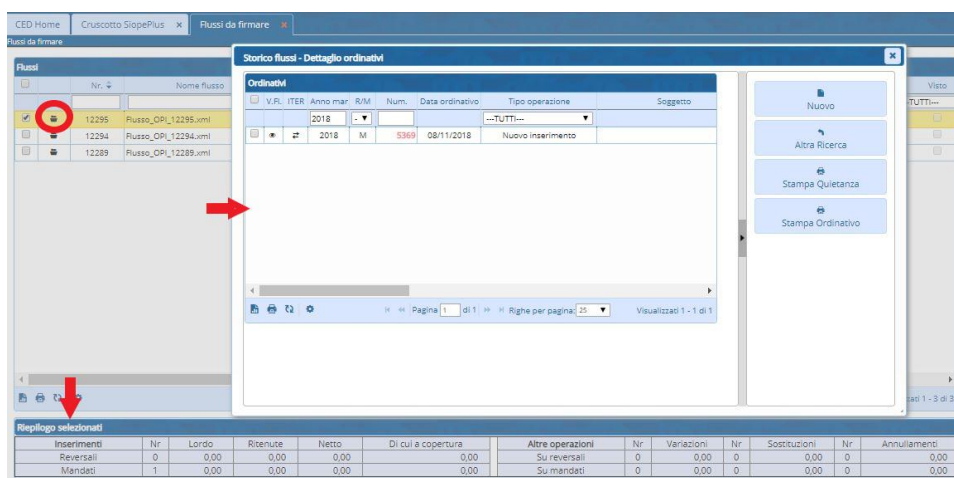 CED Home Cruscotto SiopePlus × Flussi da firmare ×
Flussi da firmare
Storico flussi - Dettaglio ordinativi ×
Flussi
Nr. Nome flusso Visto
---TUTTI---
12295 Flusso_OPI_12295.xml
12294 Flusso_OPI_12294.xml
12289 Flusso_OPI_12289.xml
Ordinativi
V.Fl. ITER Anno mar R/M Num. Data ordinativo Tipo operazione Soggetto
2018 - ---TUTTI---
2018 M 5369 08/11/2018 Nuovo inserimento
Nuovo
Altra Ricerca
Stampa Quietanza
Stampa Ordinativo
Pagina 1 di 1 Righe per pagina: 25 Visualizzati 1 - 1 di 1
zati 1 - 3 di 3
Riepilogo selezionati
Inserimenti Nr Lordo Ritenute Netto Di cui a copertura Altre operazioni Nr Variazioni Nr Sostituzioni Nr Annullamenti
Reversali 0 0,00 0,00 0,00 0,00 Su reversali 0 0,00 0 0,00 0 0,00
Mandati 1 0,00 0,00 0,00 0,00 Su mandati 0 0,00 0 0,00 0 0,00